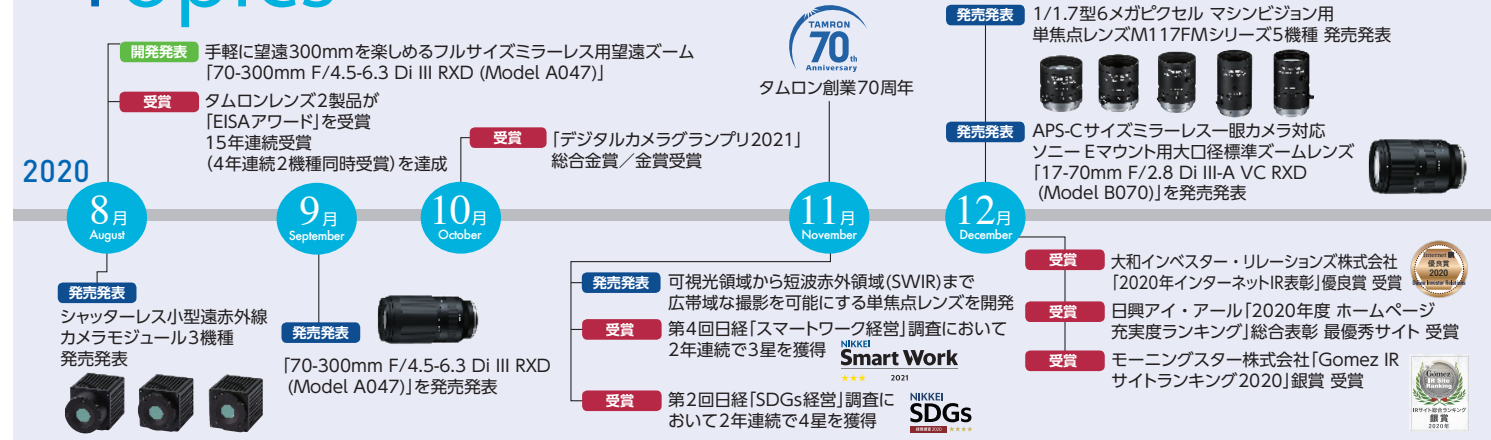 Topics
2020
8月
August
開発発表
手軽に望遠300mmを楽しめるフルサイズミラーレス用望遠ズーム
「70-300mm F/4.5-6.3 Di III RXD (Model A047)」
受賞
タムロンレンズ2製品が
「EISAアワード」を受賞
15年連続受賞
(4年連続2機種同時受賞)を達成
発売発表
シャッターレス小型遠赤外線
カメラモジュール3機種
発売発表
9月
September
発売発表
「70-300mm F/4.5-6.3 Di III RXD
(Model A047)」を発売発表
10月
October
受賞
「デジタルカメラグランプリ2021」
総合金賞／金賞受賞
11月
November
TAMRON
70th
Anniversary
タムロン創業70周年
発売発表
可視光領域から短波赤外領域(SWIR)まで
広帯域な撮影を可能にする単焦点レンズを開発
受賞
第4回日経「スマートワーク経営」調査において
2年連続で3星を獲得
NIKKEI
Smart Work
★★★ 2021
受賞
第2回日経「SDGs経営」調査に
おいて2年連続で4星を獲得
NIKKEI
SDGs
経営調査2020 ★★★★
12月
December
発売発表
1/1.7型6メガピクセル マシンビジョン用
単焦点レンズM117FMシリーズ5機種 発売発表
発売発表
APS-Cサイズミラーレス一眼カメラ対応
ソニー Eマウント用大口径標準ズームレンズ
「17-70mm F/2.8 Di III-A VC RXD
(Model B070)」を発売発表
受賞
大和インベスター・リレーションズ株式会社
「2020年インターネットIR表彰」優良賞 受賞
Internet IR
優良賞
2020
Daiwa Investor Relations
受賞
日興アイ・アール「2020年度 ホームページ
充実度ランキング」総合表彰 最優秀サイト 受賞
受賞
モーニングスター株式会社「Gomez IR
サイトランキング2020」銀賞 受賞
Gómez
IR Site
Ranking
IRサイト総合ランキング
銀賞
2020年